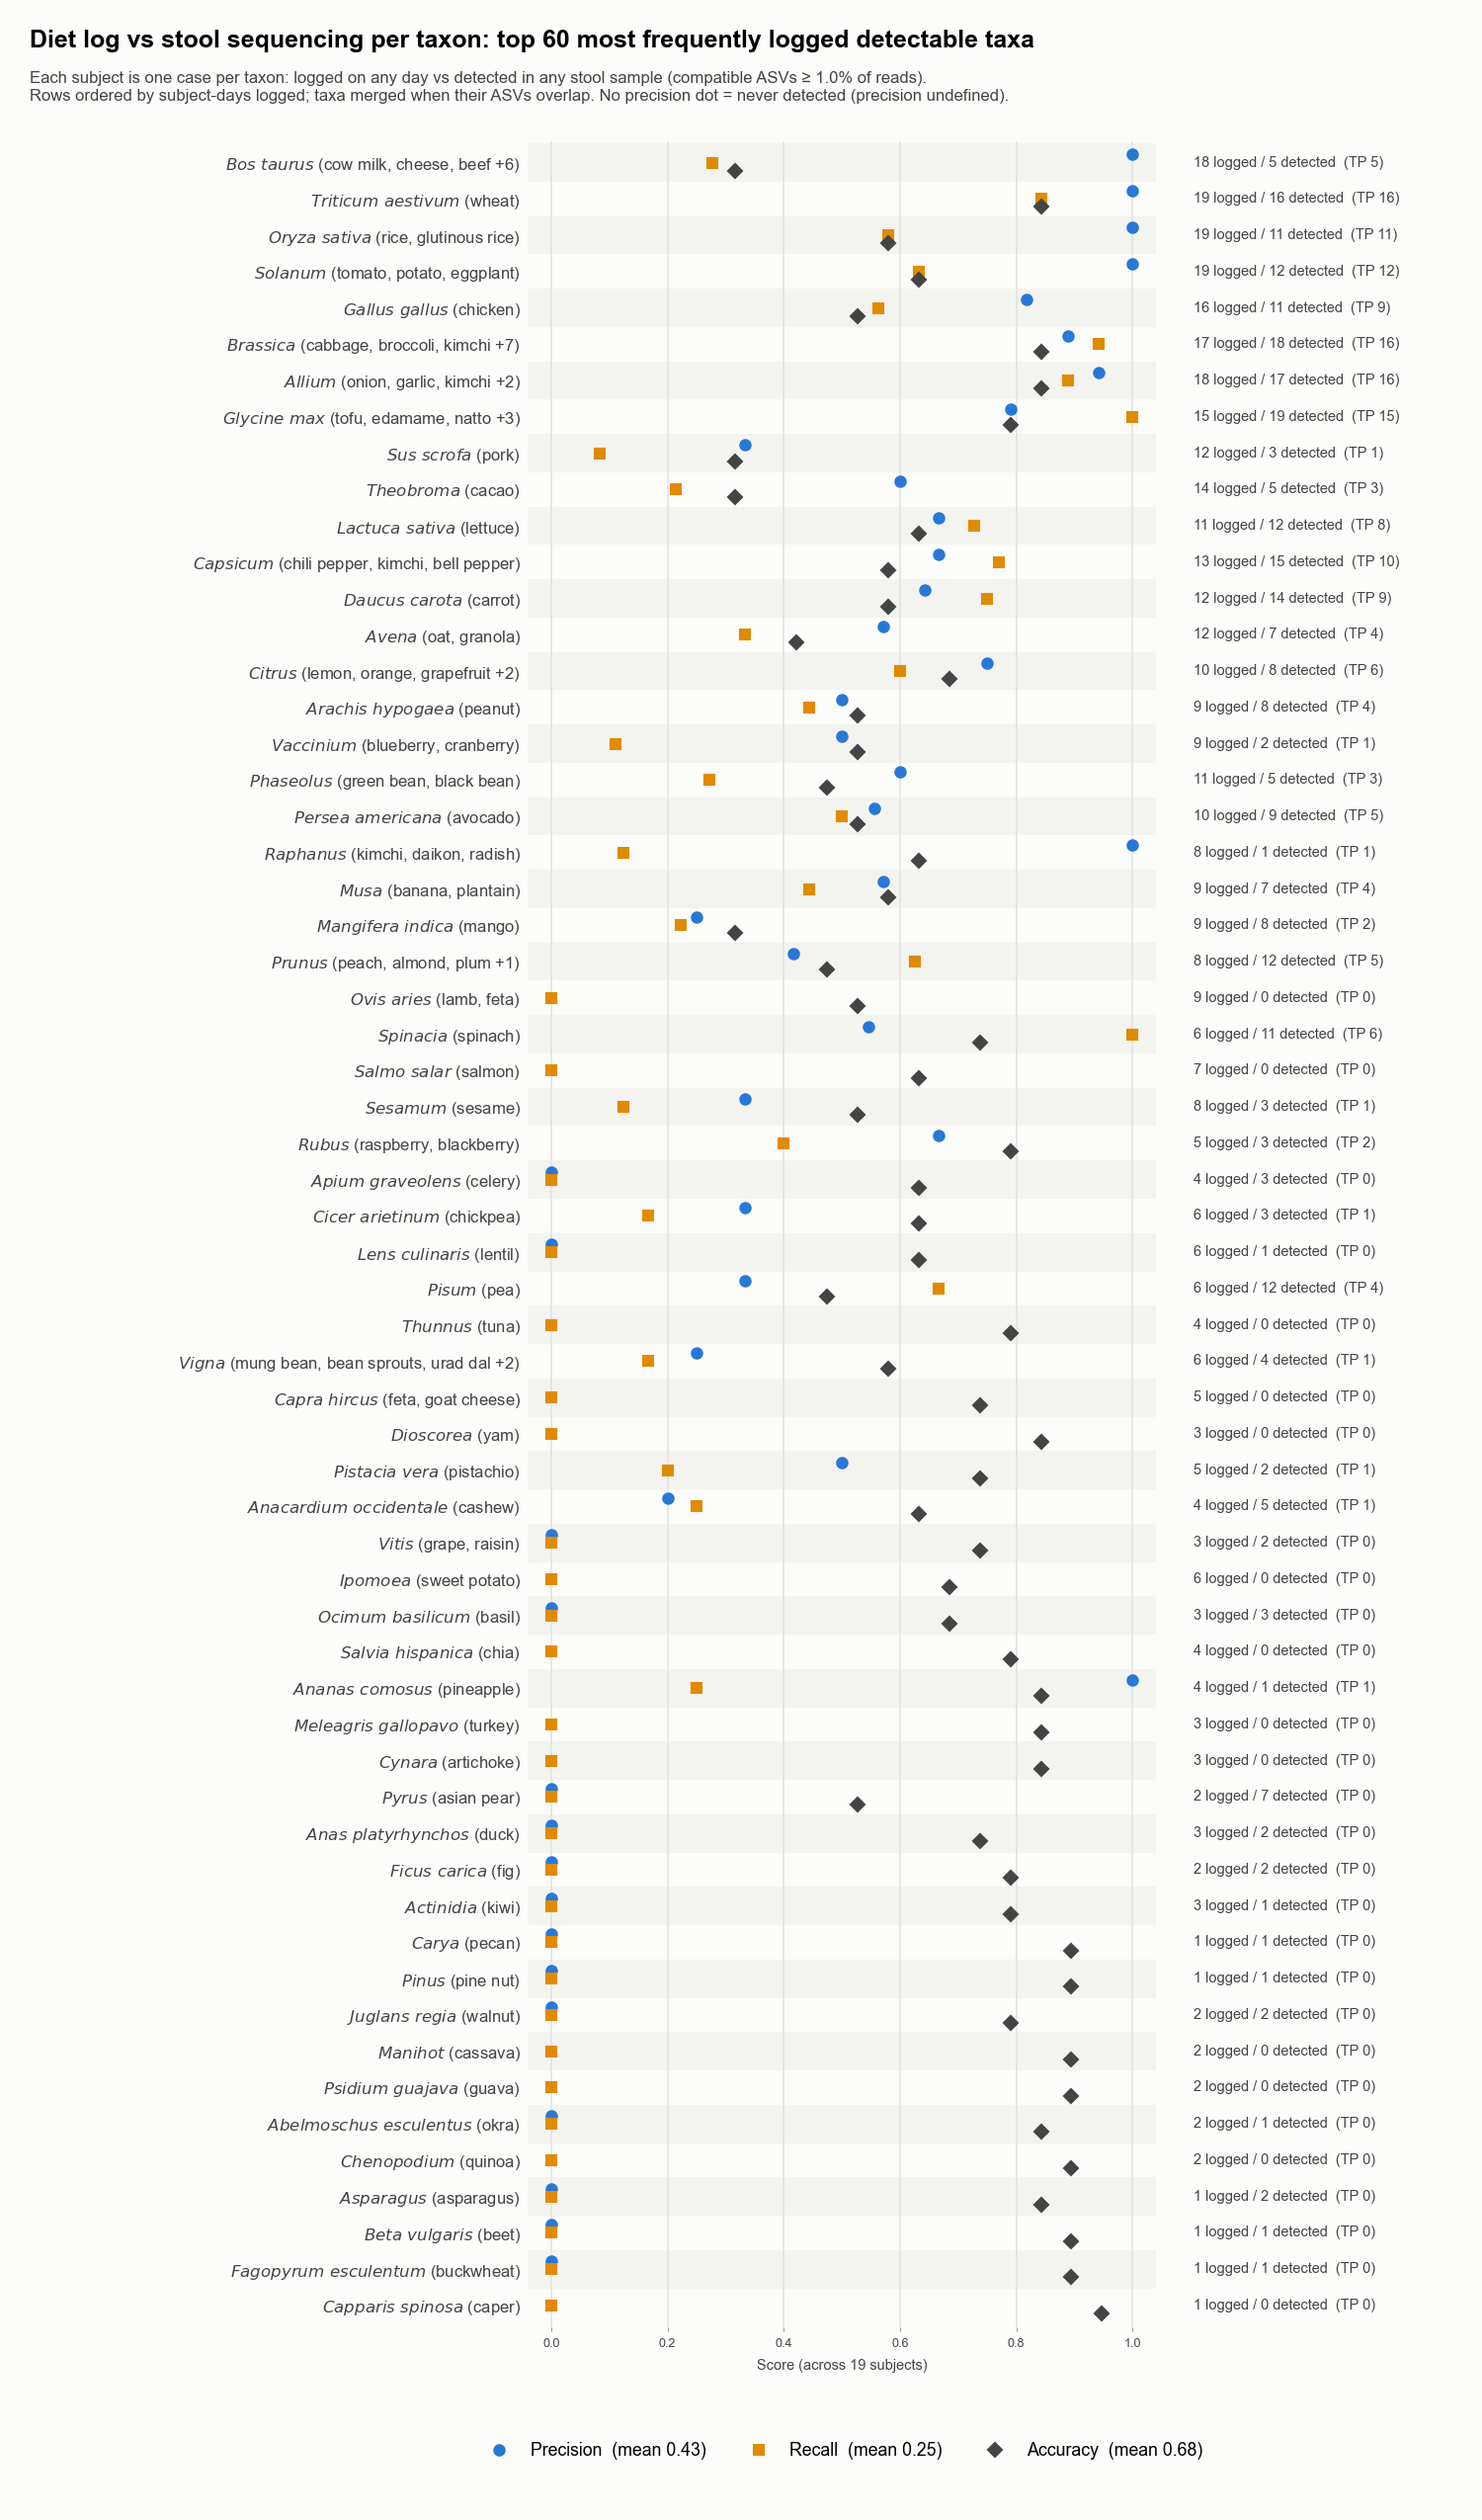 Diet log vs stool sequencing per taxon: top 60 most frequently logged detectable taxa
Each subject is one case per taxon: logged on any day vs detected in any stool sample (compatible ASVs ≥ 1.0% of reads).
Rows ordered by subject-days logged; taxa merged when their ASVs overlap. No precision dot = never detected (precision undefined).
Bos taurus (cow milk, cheese, beef +6) 18 logged / 5 detected (TP 5)
Triticum aestivum (wheat) 19 logged / 16 detected (TP 16)
Oryza sativa (rice, glutinous rice) 19 logged / 11 detected (TP 11)
Solanum (tomato, potato, eggplant) 19 logged / 12 detected (TP 12)
Gallus gallus (chicken) 16 logged / 11 detected (TP 9)
Brassica (cabbage, broccoli, kimchi +7) 17 logged / 18 detected (TP 16)
Allium (onion, garlic, kimchi +2) 18 logged / 17 detected (TP 16)
Glycine max (tofu, edamame, natto +3) 15 logged / 19 detected (TP 15)
Sus scrofa (pork) 12 logged / 3 detected (TP 1)
Theobroma (cacao) 14 logged / 5 detected (TP 3)
Lactuca sativa (lettuce) 11 logged / 12 detected (TP 8)
Capsicum (chili pepper, kimchi, bell pepper) 13 logged / 15 detected (TP 10)
Daucus carota (carrot) 12 logged / 14 detected (TP 9)
Avena (oat, granola) 12 logged / 7 detected (TP 4)
Citrus (lemon, orange, grapefruit +2) 10 logged / 8 detected (TP 6)
Arachis hypogaea (peanut) 9 logged / 8 detected (TP 4)
Vaccinium (blueberry, cranberry) 9 logged / 2 detected (TP 1)
Phaseolus (green bean, black bean) 11 logged / 5 detected (TP 3)
Persea americana (avocado) 10 logged / 9 detected (TP 5)
Raphanus (kimchi, daikon, radish) 8 logged / 1 detected (TP 1)
Musa (banana, plantain) 9 logged / 7 detected (TP 4)
Mangifera indica (mango) 9 logged / 8 detected (TP 2)
Prunus (peach, almond, plum +1) 8 logged / 12 detected (TP 5)
Ovis aries (lamb, feta) 9 logged / 0 detected (TP 0)
Spinacia (spinach) 6 logged / 11 detected (TP 6)
Salmo salar (salmon) 7 logged / 0 detected (TP 0)
Sesamum (sesame) 8 logged / 3 detected (TP 1)
Rubus (raspberry, blackberry) 5 logged / 3 detected (TP 2)
Apium graveolens (celery) 4 logged / 3 detected (TP 0)
Cicer arietinum (chickpea) 6 logged / 3 detected (TP 1)
Lens culinaris (lentil) 6 logged / 1 detected (TP 0)
Pisum (pea) 6 logged / 12 detected (TP 4)
Thunnus (tuna) 4 logged / 0 detected (TP 0)
Vigna (mung bean, bean sprouts, urad dal +2) 6 logged / 4 detected (TP 1)
Capra hircus (feta, goat cheese) 5 logged / 0 detected (TP 0)
Dioscorea (yam) 3 logged / 0 detected (TP 0)
Pistacia vera (pistachio) 5 logged / 2 detected (TP 1)
Anacardium occidentale (cashew) 4 logged / 5 detected (TP 1)
Vitis (grape, raisin) 3 logged / 2 detected (TP 0)
Ipomoea (sweet potato) 6 logged / 0 detected (TP 0)
Ocimum basilicum (basil) 3 logged / 3 detected (TP 0)
Salvia hispanica (chia) 4 logged / 0 detected (TP 0)
Ananas comosus (pineapple) 4 logged / 1 detected (TP 1)
Meleagris gallopavo (turkey) 3 logged / 0 detected (TP 0)
Cynara (artichoke) 3 logged / 0 detected (TP 0)
Pyrus (asian pear) 2 logged / 7 detected (TP 0)
Anas platyrhynchos (duck) 3 logged / 2 detected (TP 0)
Ficus carica (fig) 2 logged / 2 detected (TP 0)
Actinidia (kiwi) 3 logged / 1 detected (TP 0)
Carya (pecan) 1 logged / 1 detected (TP 0)
Pinus (pine nut) 1 logged / 1 detected (TP 0)
Juglans regia (walnut) 2 logged / 2 detected (TP 0)
Manihot (cassava) 2 logged / 0 detected (TP 0)
Psidium guajava (guava) 2 logged / 0 detected (TP 0)
Abelmoschus esculentus (okra) 2 logged / 1 detected (TP 0)
Chenopodium (quinoa) 2 logged / 0 detected (TP 0)
Asparagus (asparagus) 1 logged / 2 detected (TP 0)
Beta vulgaris (beet) 1 logged / 1 detected (TP 0)
Fagopyrum esculentum (buckwheat) 1 logged / 1 detected (TP 0)
Capparis spinosa (caper) 1 logged / 0 detected (TP 0)
0.0 0.2 0.4 0.6 0.8 1.0
Score (across 19 subjects)
Precision (mean 0.43) Recall (mean 0.25) Accuracy (mean 0.68)